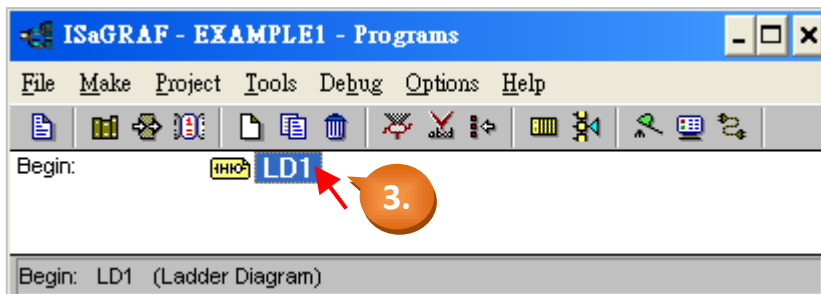 ISaGRAF - EXAMPLE1 - Programs
File Make Project Tools Debug Options Help
Begin: LD1
3.
Begin: LD1 (Ladder Diagram)